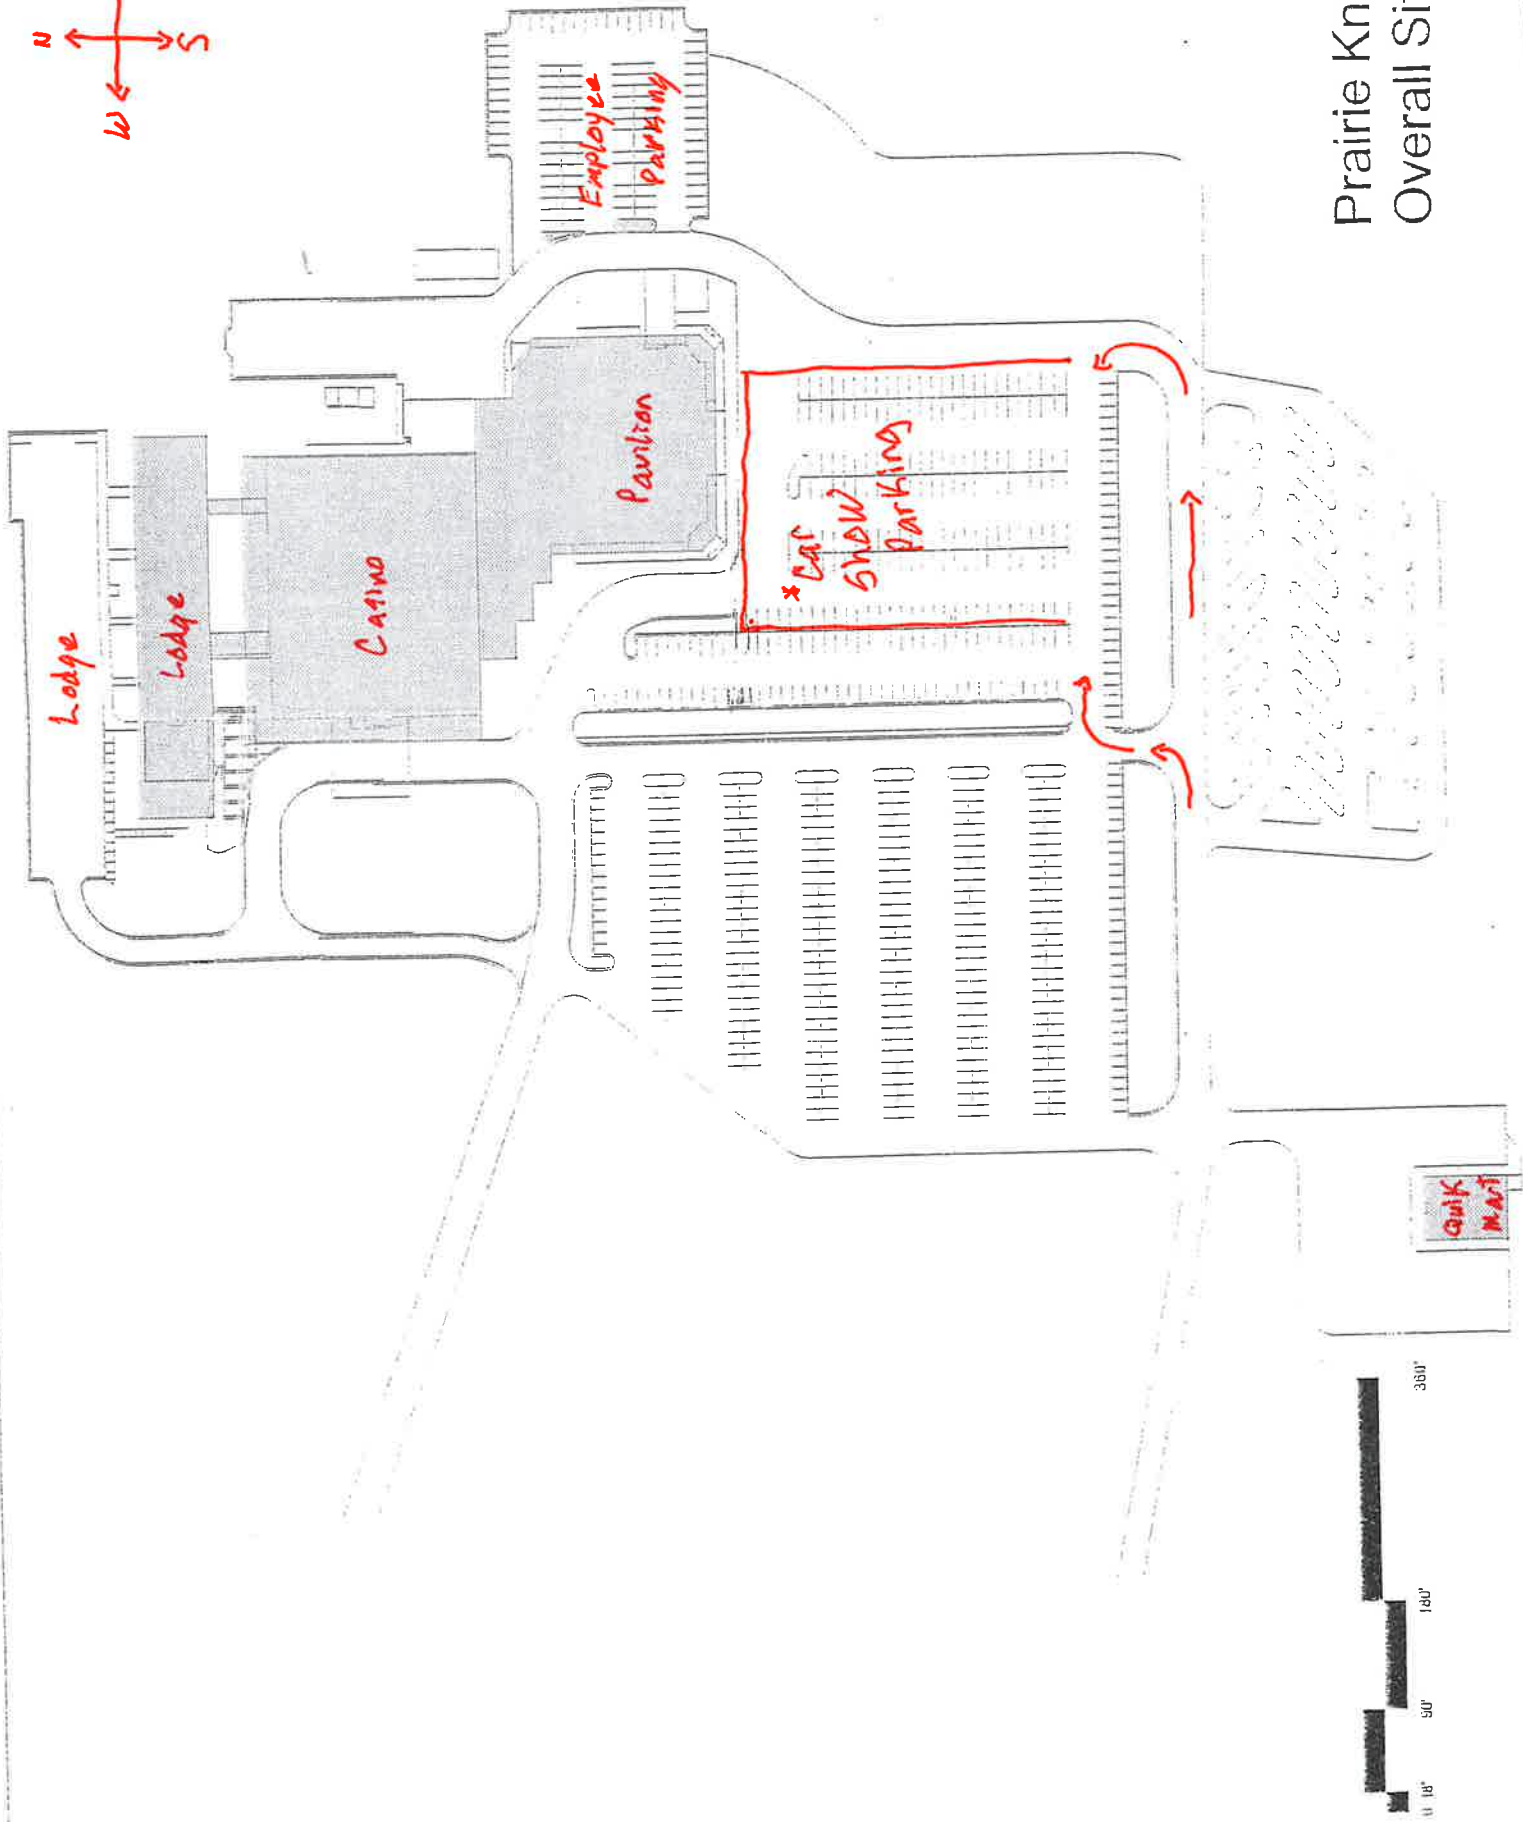 N
S
W
Employee
Parking
Prairie Kn
Overall Si
Lodge
Lodge
Casino
Pavilion
* Car
Show
Parking
Quik
Mart
0 18"
90'
180'
360'